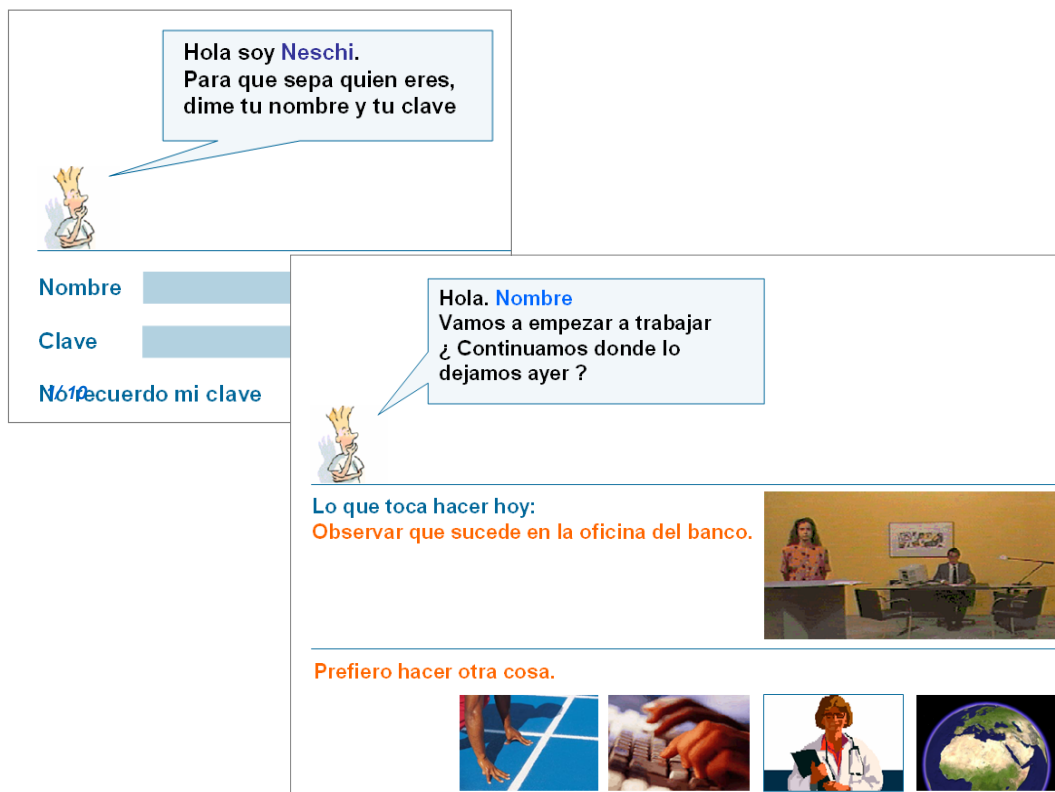 Hola soy Neschi.
Para que sepa quien eres,
dime tu nombre y tu clave
Nombre
Clave
No recuerdo mi clave
1/10
Hola. Nombre
Vamos a empezar a trabajar
¿ Continuamos donde lo
dejamos ayer ?
Lo que toca hacer hoy:
Observar que sucede en la oficina del banco.
Prefiero hacer otra cosa.